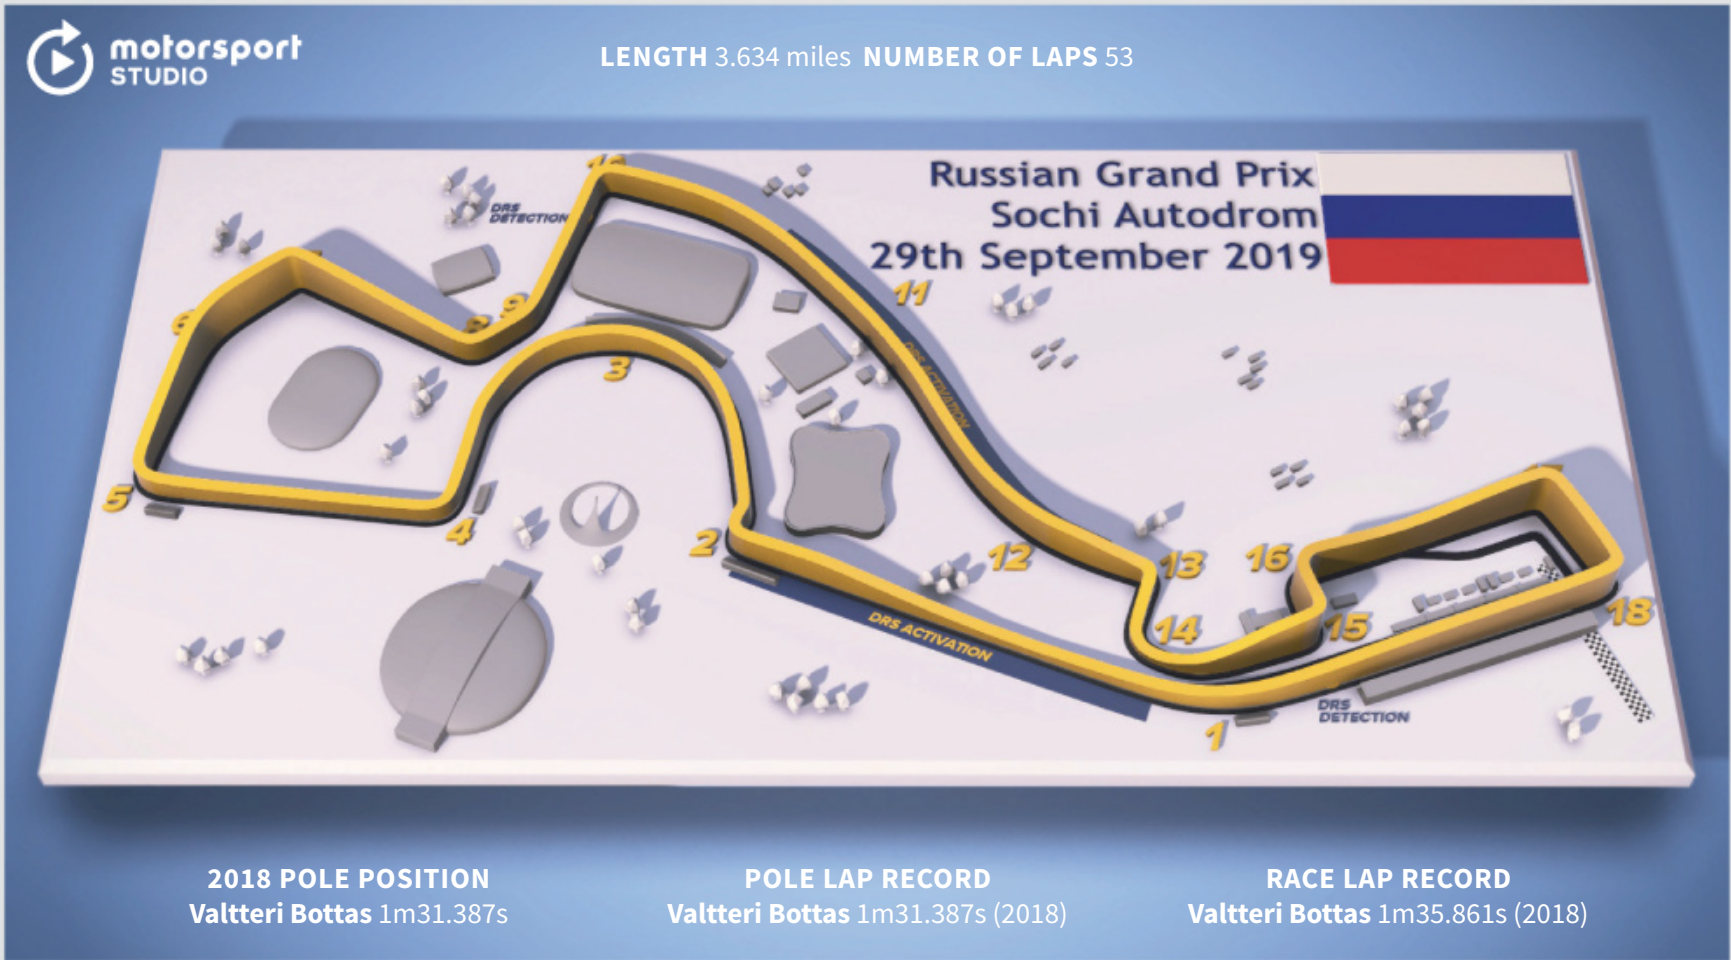 motorsport
STUDIO
LENGTH 3.634 miles NUMBER OF LAPS 53
Russian Grand Prix
Sochi Autodrom
29th September 2019
DRS
DETECTION
11
9
8
6
3
DRS ACTIVATION
5
4
2
12
13
16
14
15
18
DRS ACTIVATION
1
DRS
DETECTION
2018 POLE POSITION
Valtteri Bottas 1m31.387s
POLE LAP RECORD
Valtteri Bottas 1m31.387s (2018)
RACE LAP RECORD
Valtteri Bottas 1m35.861s (2018)